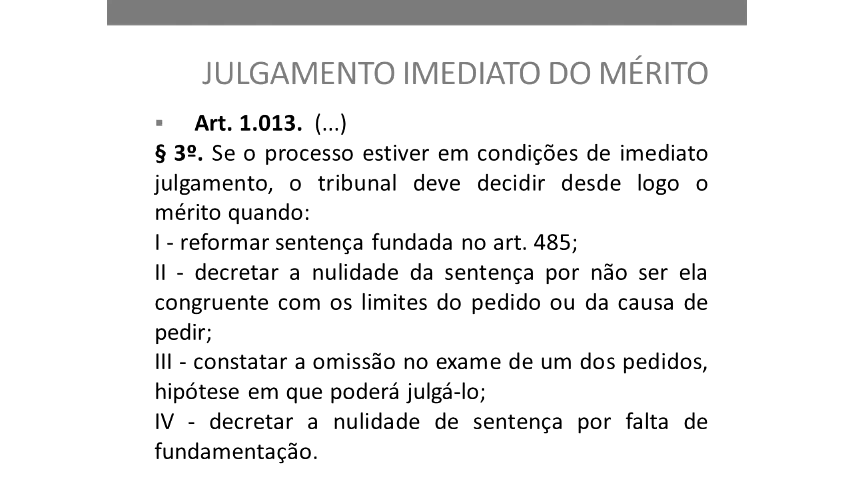 JULGAMENTO IMEDIATO DO MÉRITO
▪ Art. 1.013. (...)
§ 3º. Se o processo estiver em condições de imediato
julgamento, o tribunal deve decidir desde logo o
mérito quando:
I - reformar sentença fundada no art. 485;
II - decretar a nulidade da sentença por não ser ela
congruente com os limites do pedido ou da causa de
pedir;
III - constatar a omissão no exame de um dos pedidos,
hipótese em que poderá julgá-lo;
IV - decretar a nulidade de sentença por falta de
fundamentação.